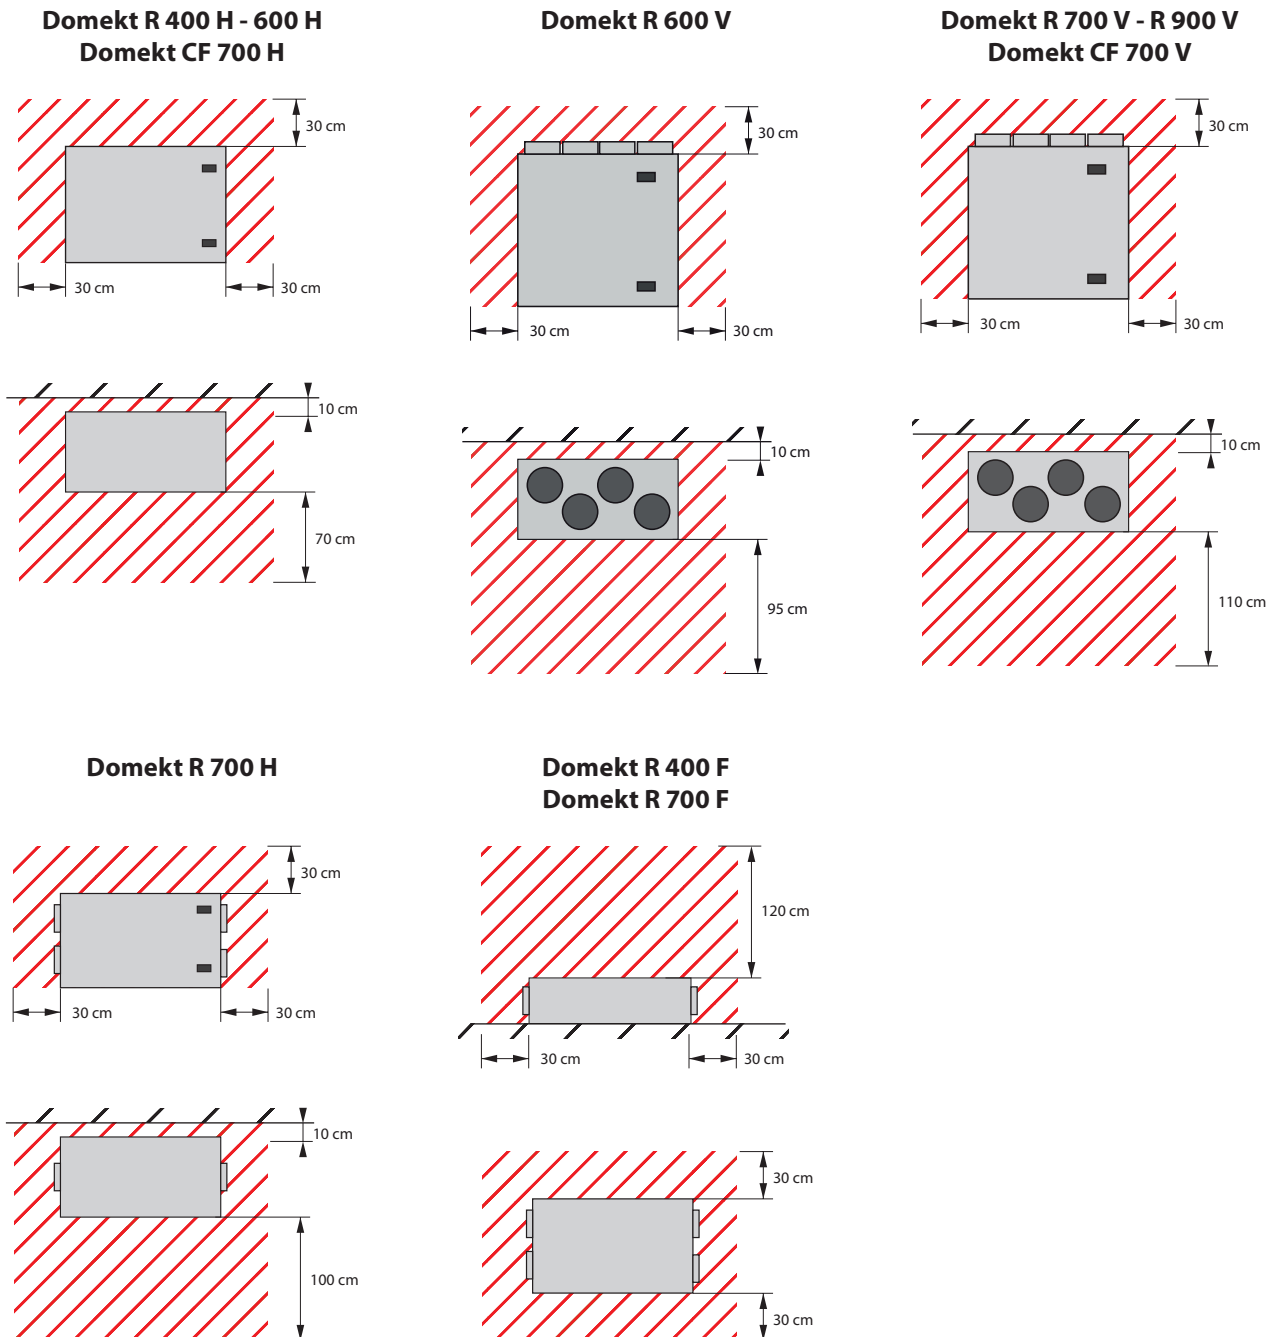 Domekt R 400 H - 600 H
Domekt CF 700 H
30 cm
30 cm
30 cm
10 cm
70 cm
Domekt R 600 V
30 cm
30 cm
30 cm
10 cm
95 cm
Domekt R 700 V - R 900 V
Domekt CF 700 V
30 cm
30 cm
30 cm
10 cm
110 cm
Domekt R 700 H
30 cm
30 cm
30 cm
10 cm
100 cm
Domekt R 400 F
Domekt R 700 F
120 cm
30 cm
30 cm
30 cm
30 cm